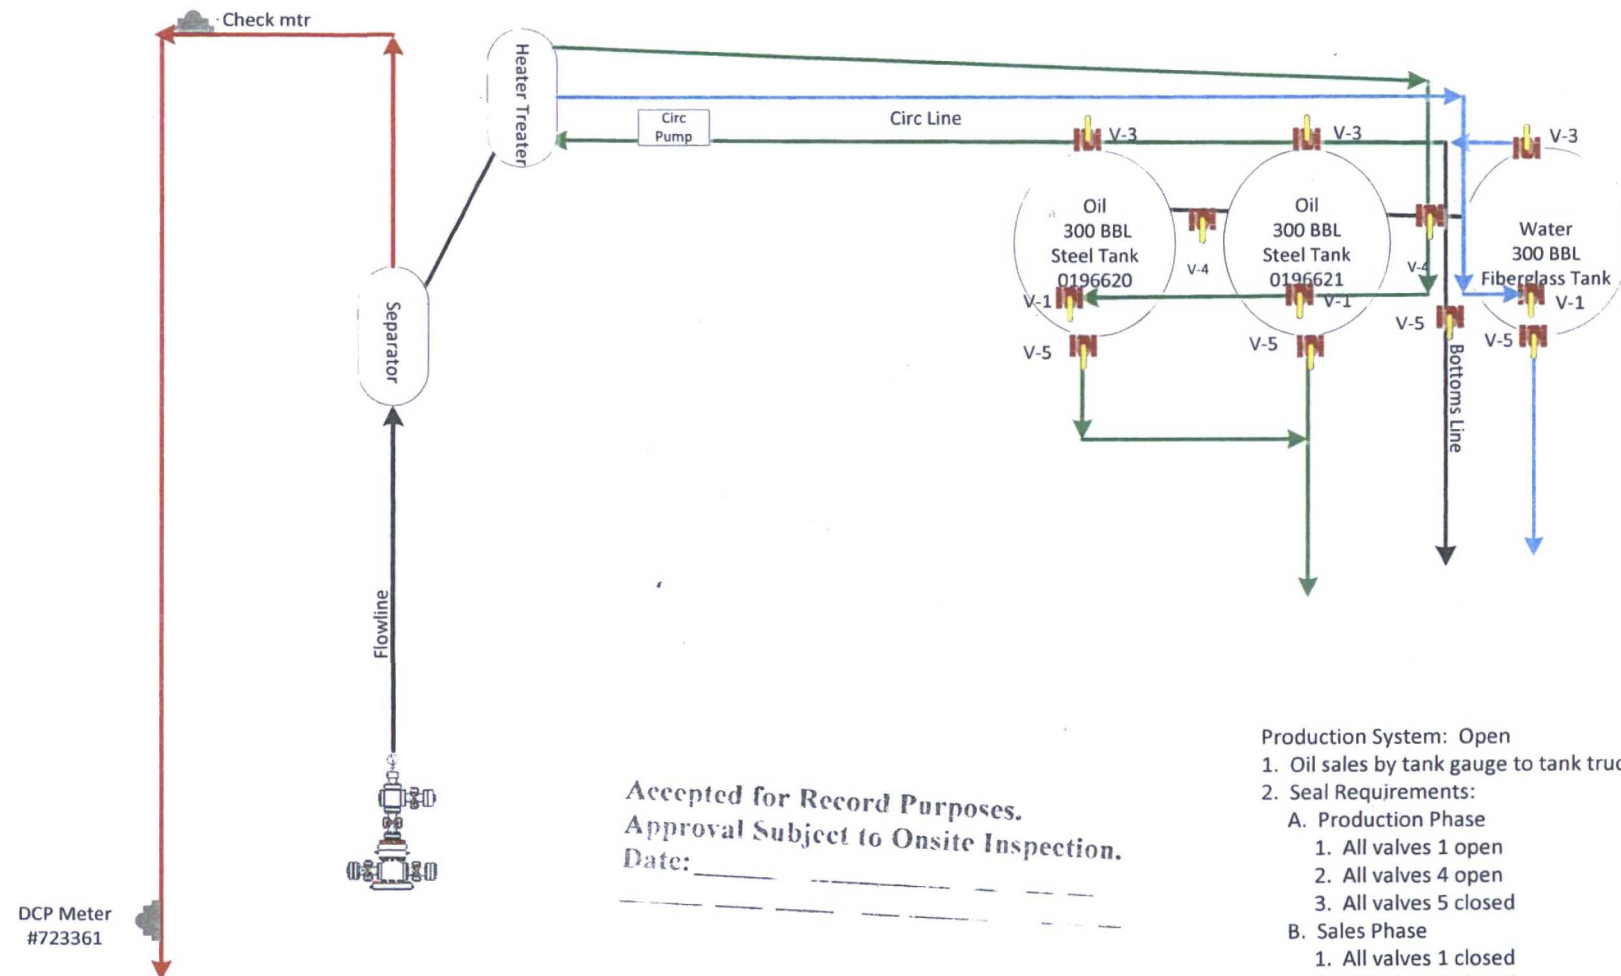 Check mtr
Heater Treater
Circ
Pump
Circ Line
V-3
V-3
V-3
Oil
300 BBL
Steel Tank
0196620
Oil
300 BBL
Steel Tank
0196621
Water
300 BBL
Fiberglass Tank
V-4
V-4
V-1
V-1
V-1
V-5
V-5
V-5
V-5
Separator
Bottoms Line
Flowline
DCP Meter
#723361
Accepted for Record Purposes.
Approval Subject to Onsite Inspection.
Date:
Production System: Open
1. Oil sales by tank gauge to tank truc
2. Seal Requirements:
A. Production Phase
1. All valves 1 open
2. All valves 4 open
3. All valves 5 closed
B. Sales Phase
1. All valves 1 closed